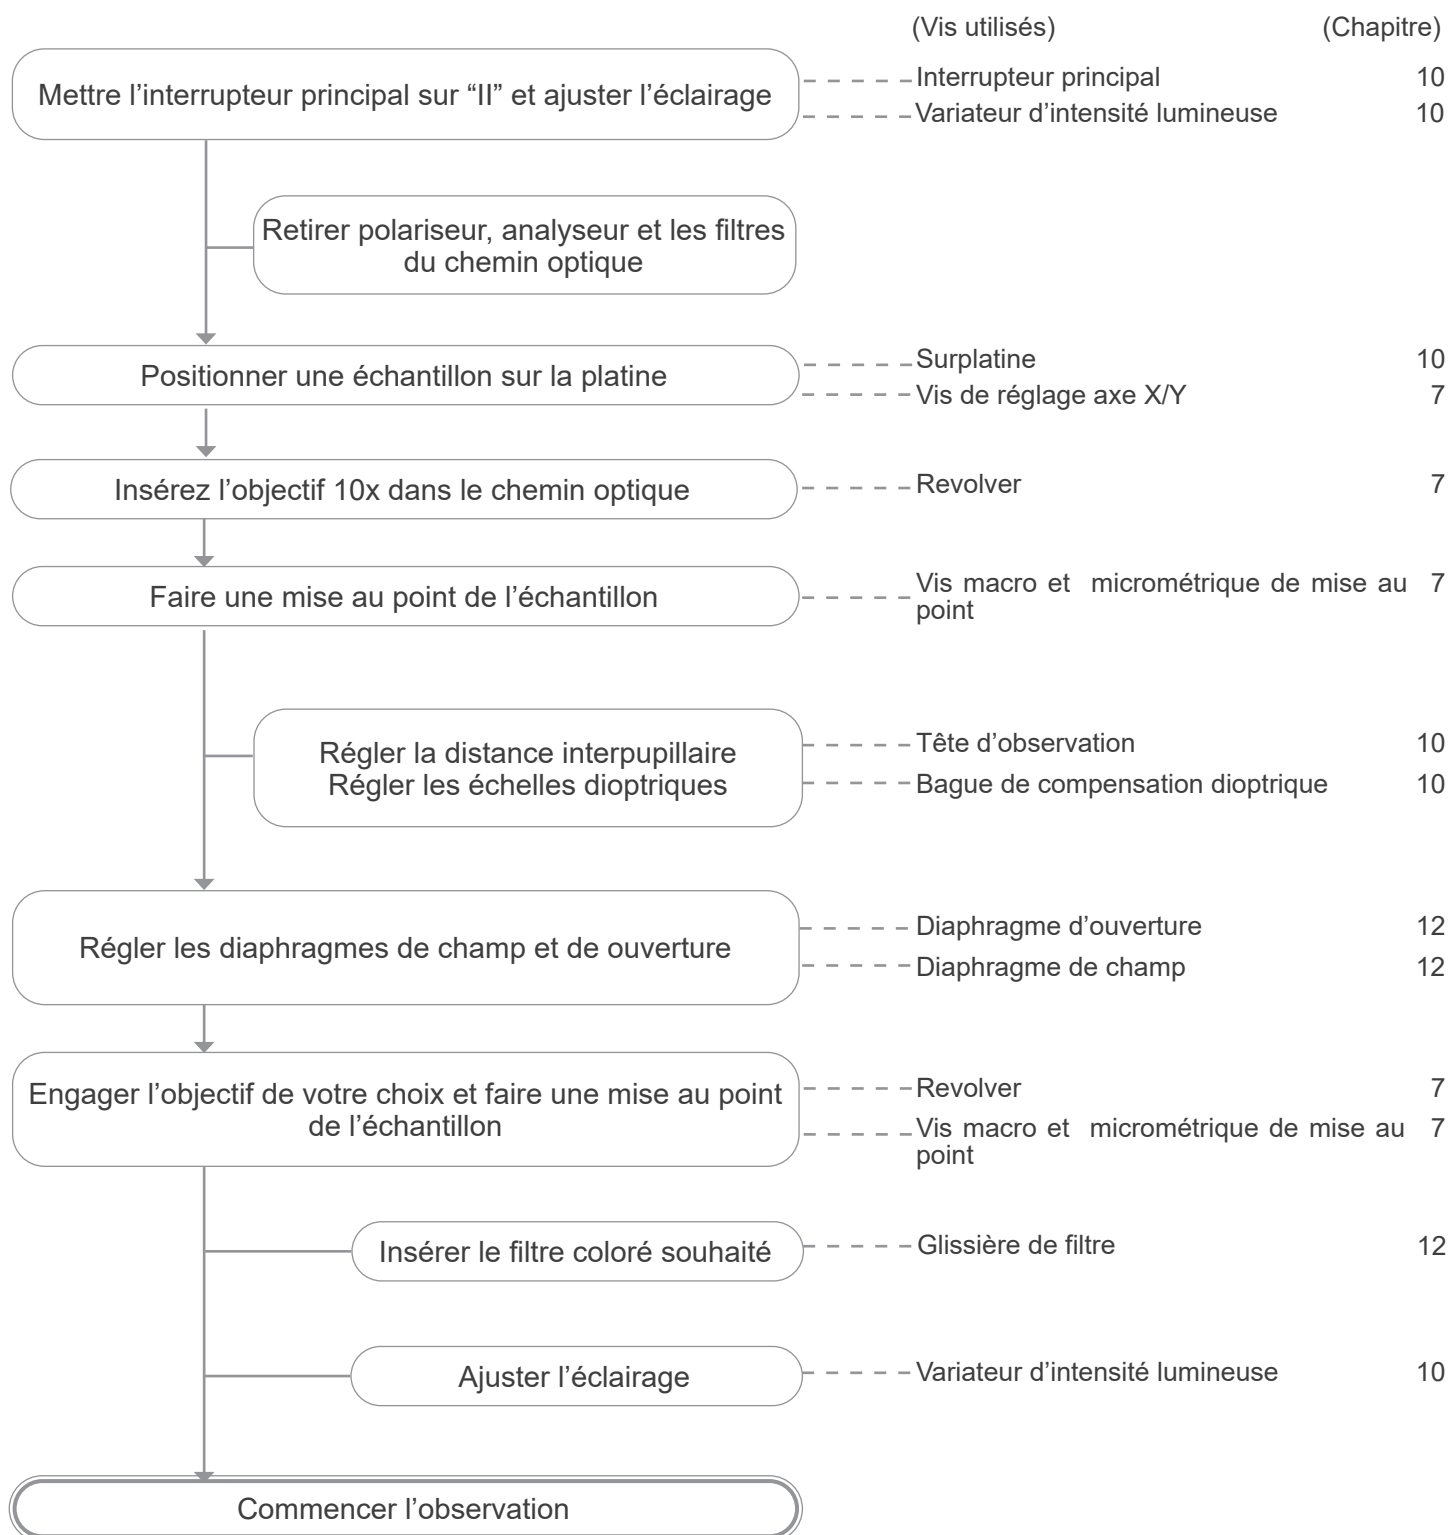 (Vis utilisés) (Chapitre)
Mettre l’interrupteur principal sur “II” et ajuster l’éclairage
Interrupteur principal 10
Variateur d’intensité lumineuse 10
Retirer polariseur, analyseur et les filtres
du chemin optique
Positionner une échantillon sur la platine
Surplatine 10
Vis de réglage axe X/Y 7
Insérez l’objectif 10x dans le chemin optique
Revolver 7
Faire une mise au point de l’échantillon
Vis macro et micrométrique de mise au 7
point
Régler la distance interpupillaire
Régler les échelles dioptriques
Tête d’observation 10
Bague de compensation dioptrique 10
Régler les diaphragmes de champ et de ouverture
Diaphragme d’ouverture 12
Diaphragme de champ 12
Engager l’objectif de votre choix et faire une mise au point
de l’échantillon
Revolver 7
Vis macro et micrométrique de mise au 7
point
Insérer le filtre coloré souhaité
Glissière de filtre 12
Ajuster l’éclairage
Variateur d’intensité lumineuse 10
Commencer l’observation